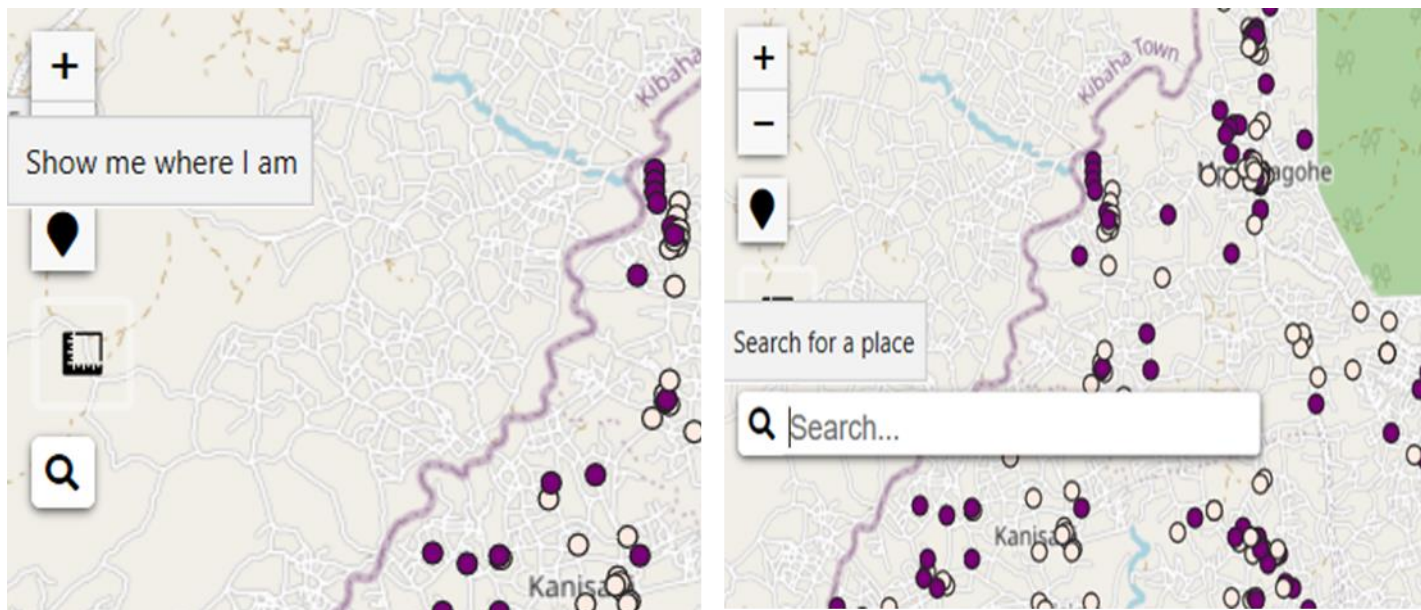 +
Kibaha
Show me where I am
Kanisa
+
−
Kibaha Town
Search for a place
Search...
Kanisa